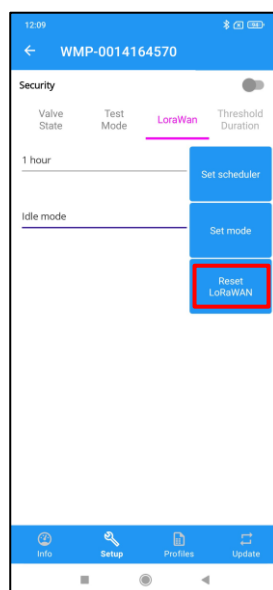 12:09
WMP-0014164570
Security
Valve State
Test Mode
LoraWan
Threshold Duration
1 hour
Set scheduler
Idle mode
Set mode
Reset
LoRaWAN
Info
Setup
Profiles
Update